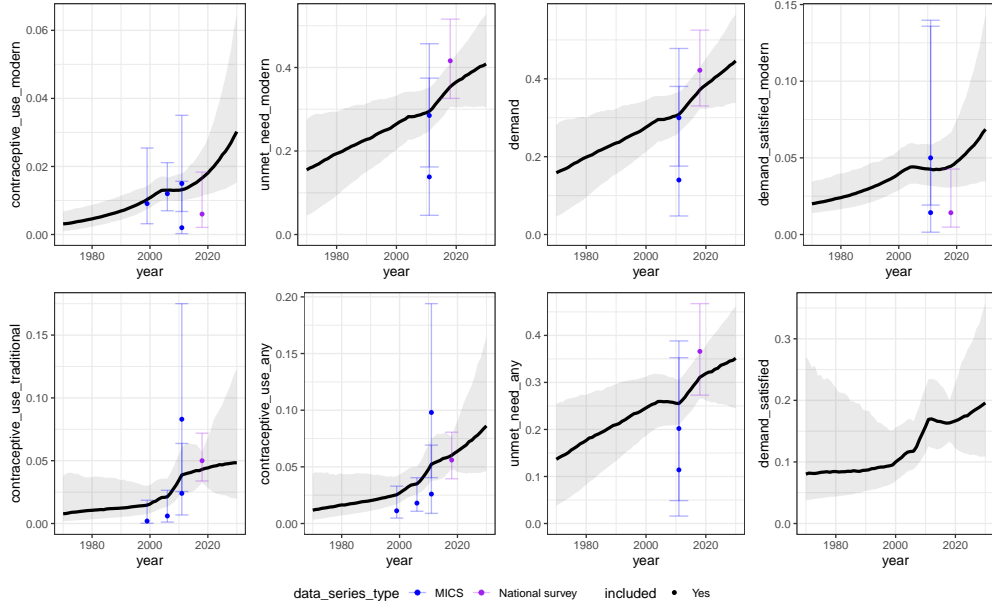 contraceptive_use_modern
0.06
0.04
0.02
0.00
1980 2000 2020
year
unmet_need_modern
0.4
0.2
0.0
1980 2000 2020
year
demand
0.4
0.2
0.0
1980 2000 2020
year
demand_satisfied_modern
0.15
0.10
0.05
0.00
1980 2000 2020
year
contraceptive_use_traditional
0.15
0.10
0.05
0.00
1980 2000 2020
year
contraceptive_use_any
0.20
0.15
0.10
0.05
0.00
1980 2000 2020
year
unmet_need_any
0.4
0.3
0.2
0.1
0.0
1980 2000 2020
year
demand_satisfied
0.3
0.2
0.1
1980 2000 2020
year
data_series_type MICS National survey included Yes